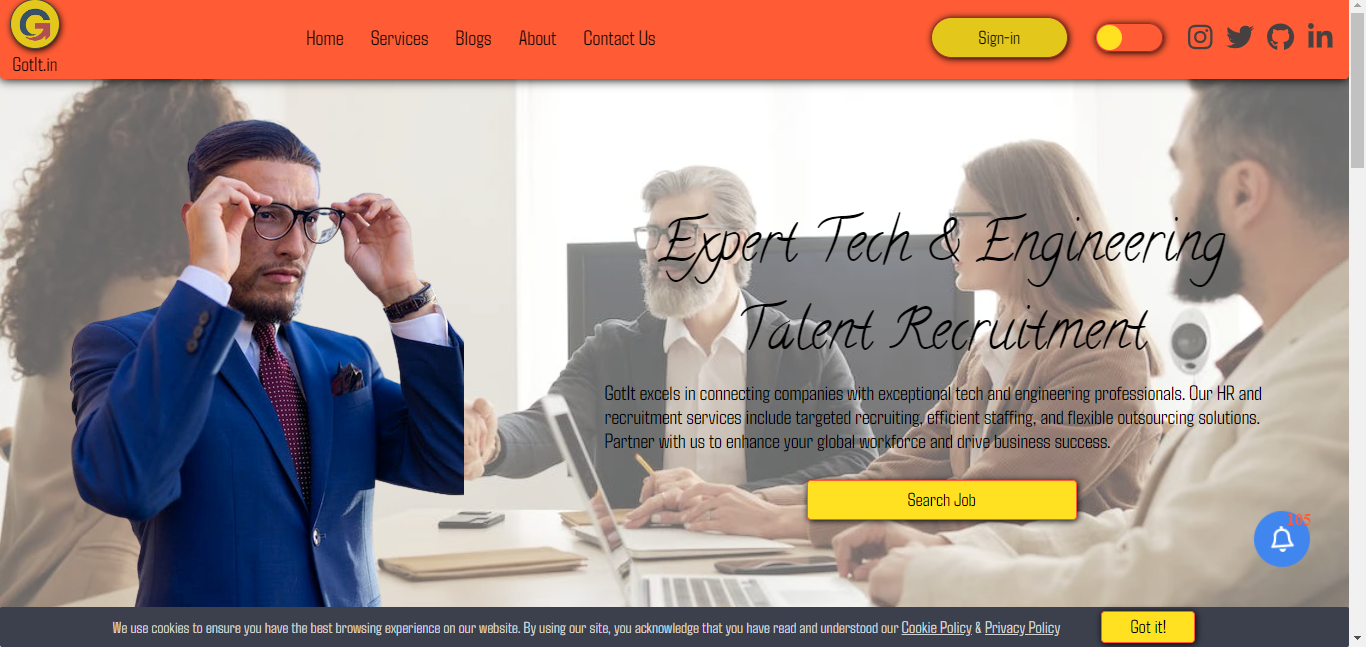 GotIt.in
Home Services Blogs About Contact Us
Sign-in
Expert Tech & Engineering
Talent Recruitment
GotIt excels in connecting companies with exceptional tech and engineering professionals. Our HR and
recruitment services include targeted recruiting, efficient staffing, and flexible outsourcing solutions.
Partner with us to enhance your global workforce and drive business success.
Search Job
165
We use cookies to ensure you have the best browsing experience on our website. By using our site, you acknowledge that you have read and understood our Cookie Policy & Privacy Policy
Got it!